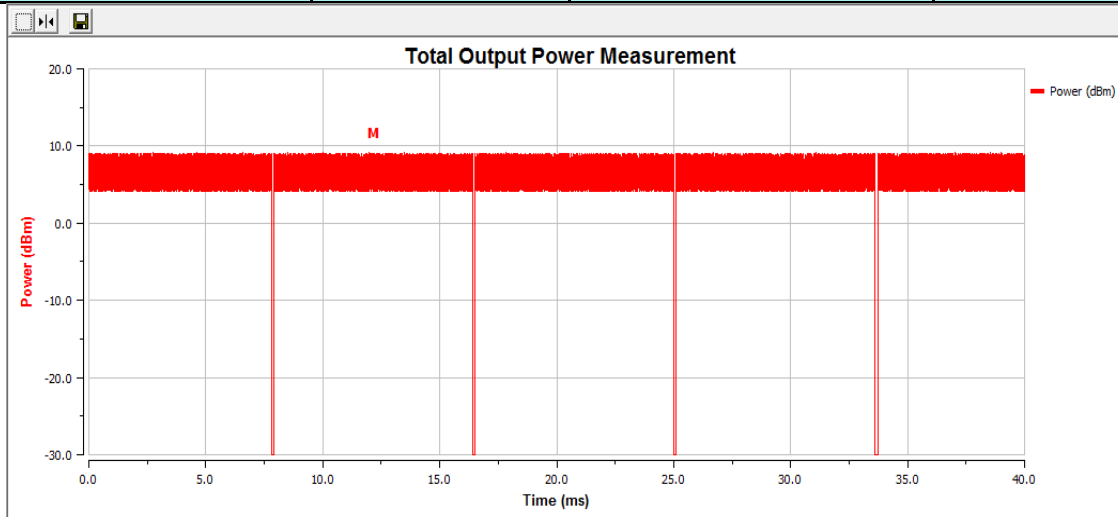 Total Output Power Measurement
20.0
Power (dBm)
M
10.0
0.0
Power (dBm)
-10.0
-20.0
-30.0
0.0 5.0 10.0 15.0 20.0 25.0 30.0 35.0 40.0
Time (ms)